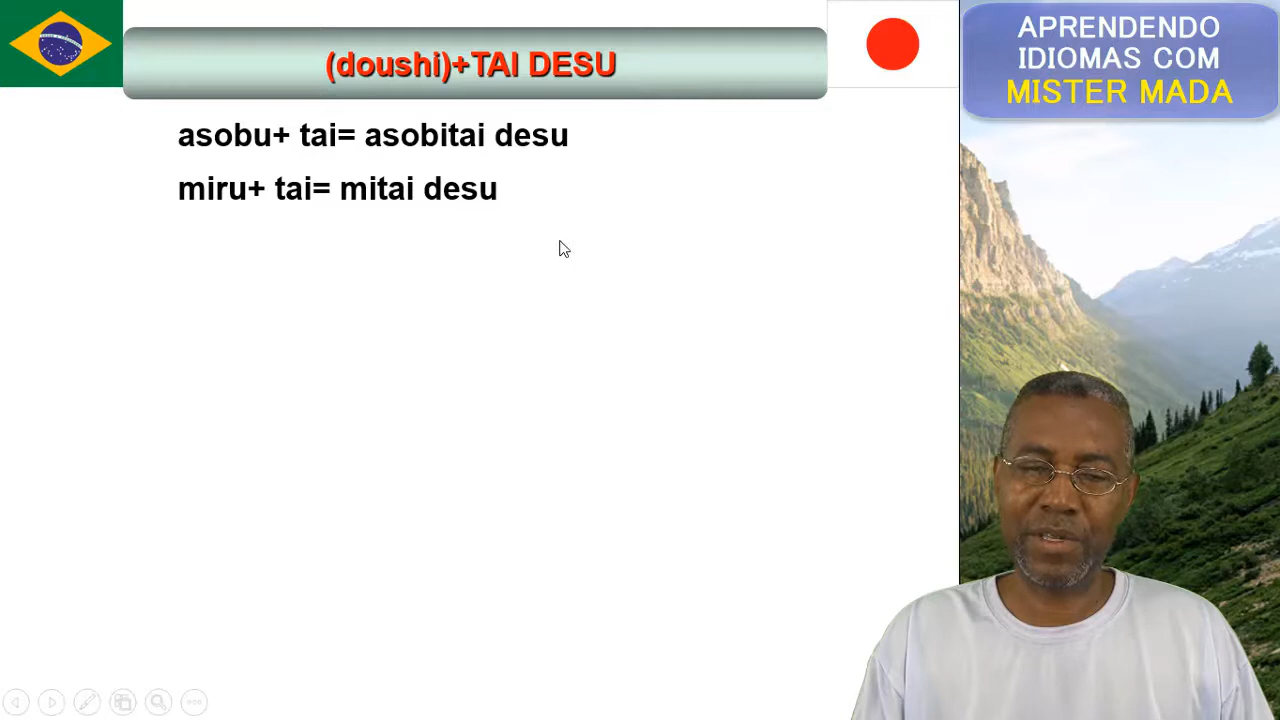 (doushi)+TAI DESU
asobu+ tai= asobitai desu
miru+ tai= mitai desu
APRENDENDO
IDIOMAS COM
MISTER MADA